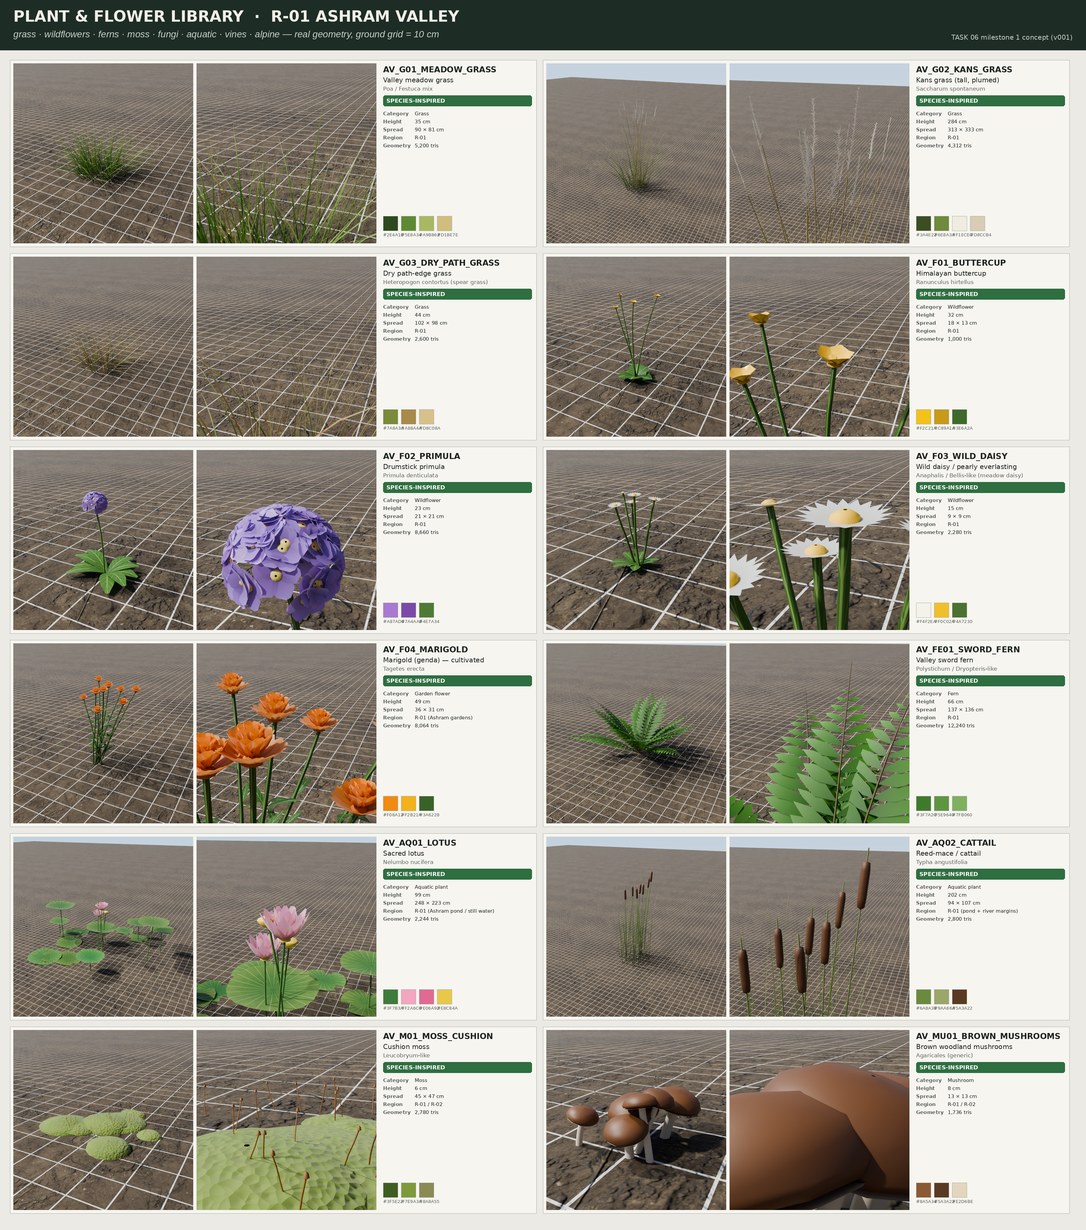 PLANT & FLOWER LIBRARY · R-01 ASHRAM VALLEY
grass · wildflowers · ferns · moss · fungi · aquatic · vines · alpine — real geometry, ground grid = 10 cm
TASK 06 milestone 1 concept (v001)
AV_G01_MEADOW_GRASS
Valley meadow grass
Poa / Festuca mix
SPECIES-INSPIRED
Category Grass
Height 35 cm
Spread 90 × 81 cm
Region R-01
Geometry 5,200 tris
AV_G02_KANS_GRASS
Kans grass (tall, plumed)
Saccharum spontaneum
SPECIES-INSPIRED
Category Grass
Height 284 cm
Spread 313 × 333 cm
Region R-01
Geometry 4,312 tris
AV_G03_DRY_PATH_GRASS
Dry path-edge grass
Heteropogon contortus (spear grass)
SPECIES-INSPIRED
Category Grass
Height 44 cm
Spread 102 × 98 cm
Region R-01
Geometry 2,600 tris
AV_F01_BUTTERCUP
Himalayan buttercup
Ranunculus hirtellus
SPECIES-INSPIRED
Category Wildflower
Height 32 cm
Spread 18 × 13 cm
Region R-01
Geometry 1,000 tris
AV_F02_PRIMULA
Drumstick primula
Primula denticulata
SPECIES-INSPIRED
Category Wildflower
Height 23 cm
Spread 21 × 21 cm
Region R-01
Geometry 8,660 tris
AV_F03_WILD_DAISY
Wild daisy / pearly everlasting
Anaphalis / Bellis-like (meadow daisy)
SPECIES-INSPIRED
Category Wildflower
Height 15 cm
Spread 9 × 9 cm
Region R-01
Geometry 2,280 tris
AV_F04_MARIGOLD
Marigold (genda) — cultivated
Tagetes erecta
SPECIES-INSPIRED
Category Garden flower
Height 49 cm
Spread 36 × 31 cm
Region R-01 (Ashram gardens)
Geometry 8,064 tris
AV_FE01_SWORD_FERN
Valley sword fern
Polystichum / Dryopteris-like
SPECIES-INSPIRED
Category Fern
Height 66 cm
Spread 137 × 136 cm
Region R-01
Geometry 12,240 tris
AV_AQ01_LOTUS
Sacred lotus
Nelumbo nucifera
SPECIES-INSPIRED
Category Aquatic plant
Height 99 cm
Spread 248 × 223 cm
Region R-01 (Ashram pond / still water)
Geometry 2,244 tris
AV_AQ02_CATTAIL
Reed-mace / cattail
Typha angustifolia
SPECIES-INSPIRED
Category Aquatic plant
Height 202 cm
Spread 94 × 107 cm
Region R-01 (pond + river margins)
Geometry 2,800 tris
AV_M01_MOSS_CUSHION
Cushion moss
Leucobryum-like
SPECIES-INSPIRED
Category Moss
Height 6 cm
Spread 45 × 47 cm
Region R-01 / R-02
Geometry 2,780 tris
AV_MU01_BROWN_MUSHROOMS
Brown woodland mushrooms
Agaricales (generic)
SPECIES-INSPIRED
Category Mushroom
Height 8 cm
Spread 13 × 13 cm
Region R-01 / R-02
Geometry 1,736 tris